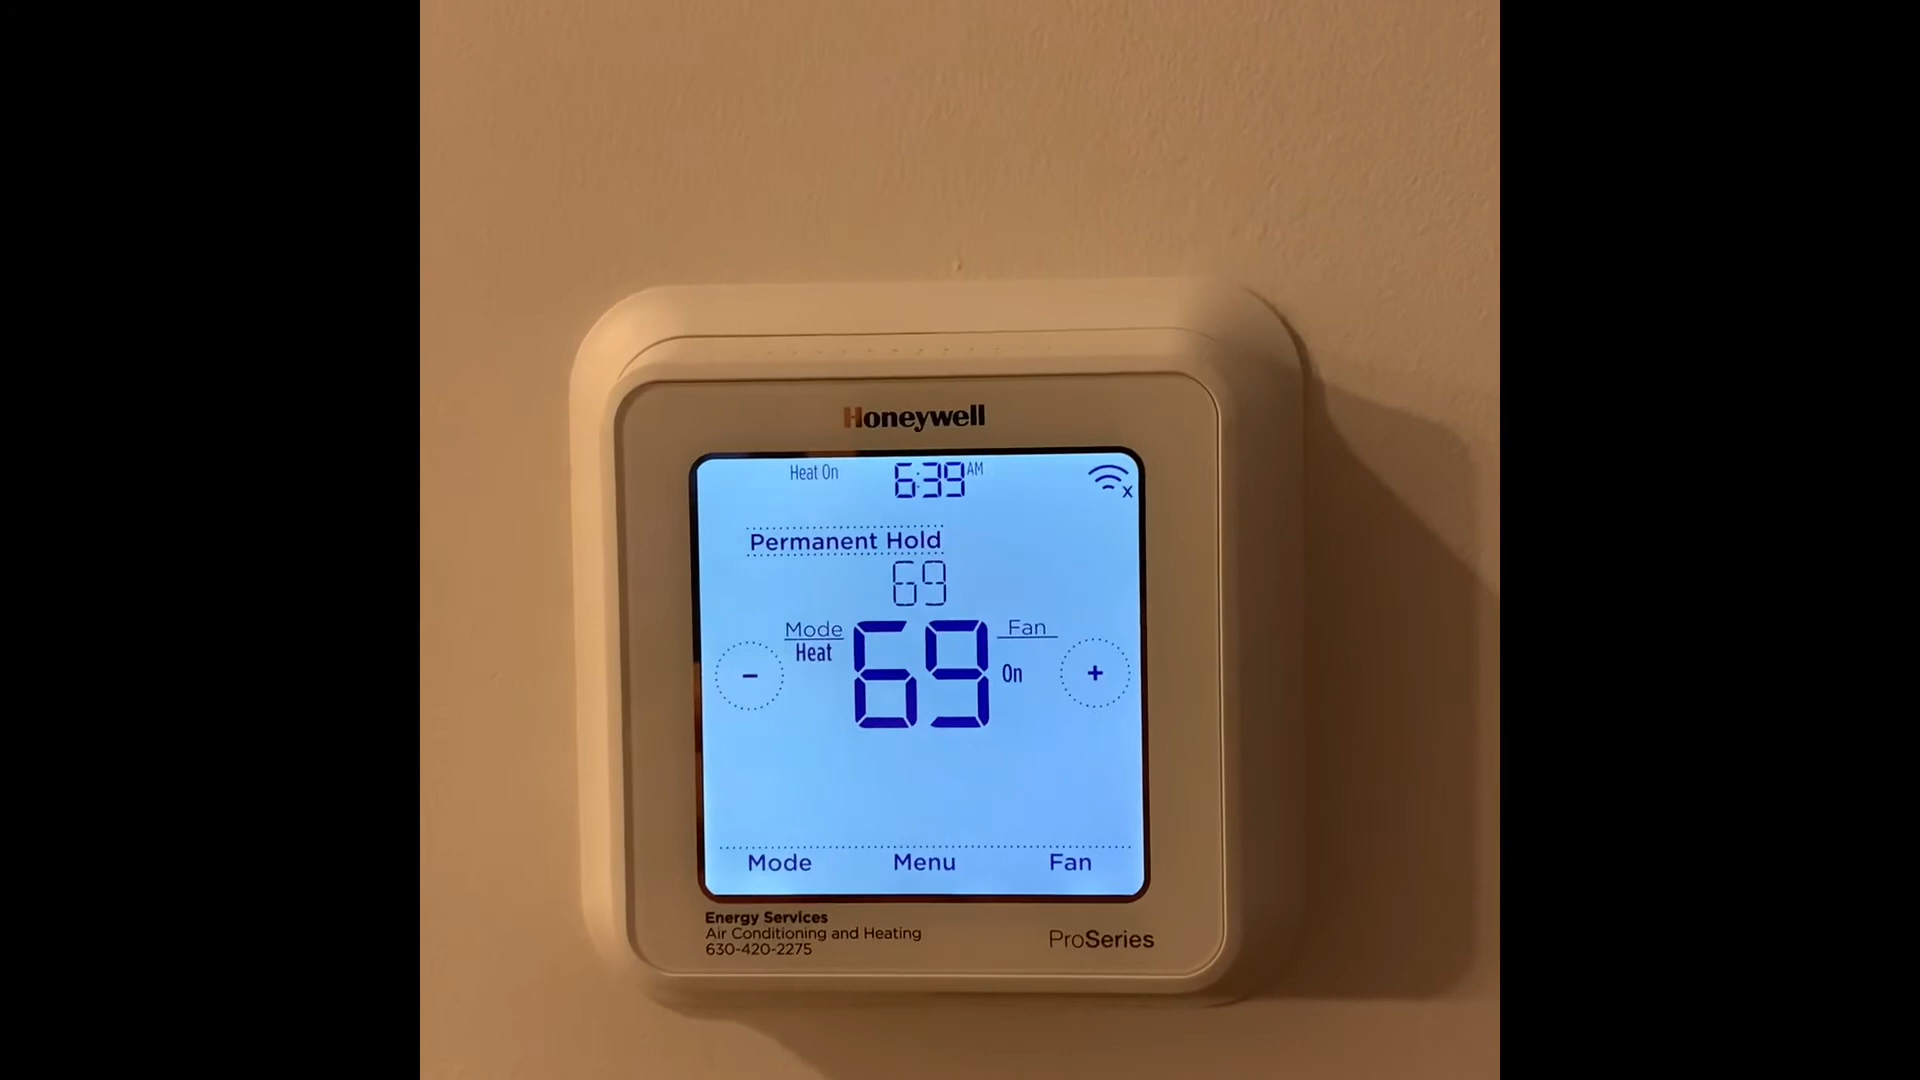 Honeywell
Heat On 6:39 AM x
Permanent Hold
69
Mode Fan
Heat 69 On
- +
Mode Menu Fan
Energy Services
Air Conditioning and Heating
630-420-2275
ProSeries